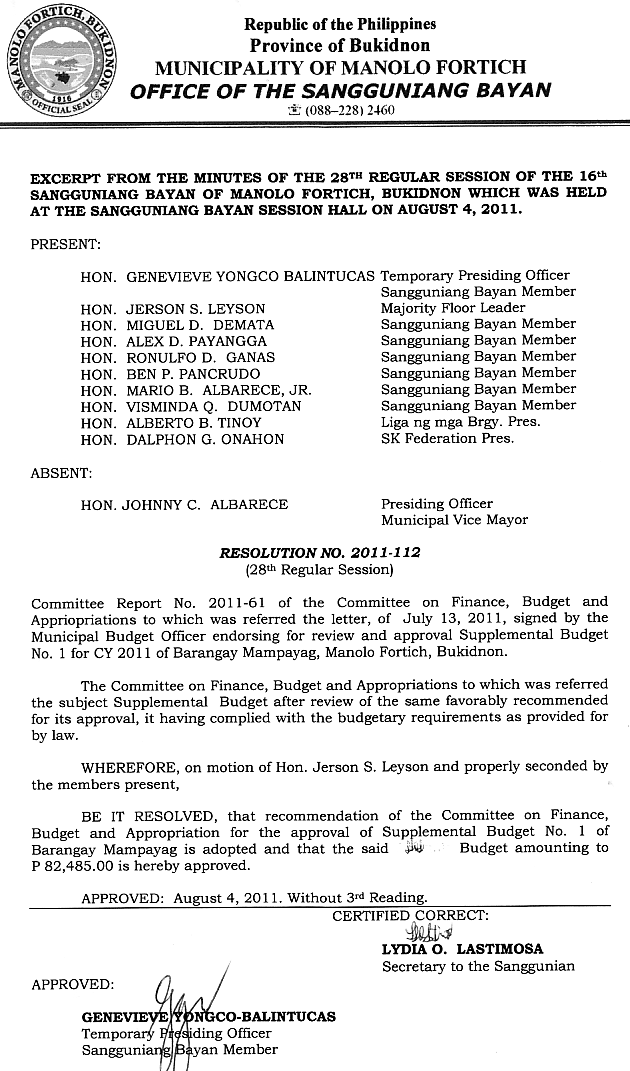 MANOLO FORTICH, BUKIDNON
1916
OFFICIAL SEAL
Republic of the Philippines
Province of Bukidnon
MUNICIPALITY OF MANOLO FORTICH
OFFICE OF THE SANGGUNIANG BAYAN
☏ (088–228) 2460
EXCERPT FROM THE MINUTES OF THE 28TH REGULAR SESSION OF THE 16th
SANGGUNIANG BAYAN OF MANOLO FORTICH, BUKIDNON WHICH WAS HELD
AT THE SANGGUNIANG BAYAN SESSION HALL ON AUGUST 4, 2011.
PRESENT:
HON. GENEVIEVE YONGCO BALINTUCAS Temporary Presiding Officer
Sangguniang Bayan Member
HON. JERSON S. LEYSON Majority Floor Leader
HON. MIGUEL D. DEMATA Sangguniang Bayan Member
HON. ALEX D. PAYANGGA Sangguniang Bayan Member
HON. RONULFO D. GANAS Sangguniang Bayan Member
HON. BEN P. PANCRUDO Sangguniang Bayan Member
HON. MARIO B. ALBARECE, JR. Sangguniang Bayan Member
HON. VISMINDA Q. DUMOTAN Sangguniang Bayan Member
HON. ALBERTO B. TINOY Liga ng mga Brgy. Pres.
HON. DALPHON G. ONAHON SK Federation Pres.
ABSENT:
HON. JOHNNY C. ALBARECE Presiding Officer
Municipal Vice Mayor
RESOLUTION NO. 2011-112
(28th Regular Session)
Committee Report No. 2011-61 of the Committee on Finance, Budget and
Appriopriations to which was referred the letter, of July 13, 2011, signed by the
Municipal Budget Officer endorsing for review and approval Supplemental Budget
No. 1 for CY 2011 of Barangay Mampayag, Manolo Fortich, Bukidnon.
The Committee on Finance, Budget and Appropriations to which was referred
the subject Supplemental Budget after review of the same favorably recommended
for its approval, it having complied with the budgetary requirements as provided for
by law.
WHEREFORE, on motion of Hon. Jerson S. Leyson and properly seconded by
the members present,
BE IT RESOLVED, that recommendation of the Committee on Finance,
Budget and Appropriation for the approval of Supplemental Budget No. 1 of
Barangay Mampayag is adopted and that the said Budget amounting to
P 82,485.00 is hereby approved.
APPROVED: August 4, 2011. Without 3rd Reading.
CERTIFIED CORRECT:
LYDIA O. LASTIMOSA
Secretary to the Sanggunian
APPROVED:
GENEVIEVE YONGCO-BALINTUCAS
Temporary Presiding Officer
Sangguniang Bayan Member